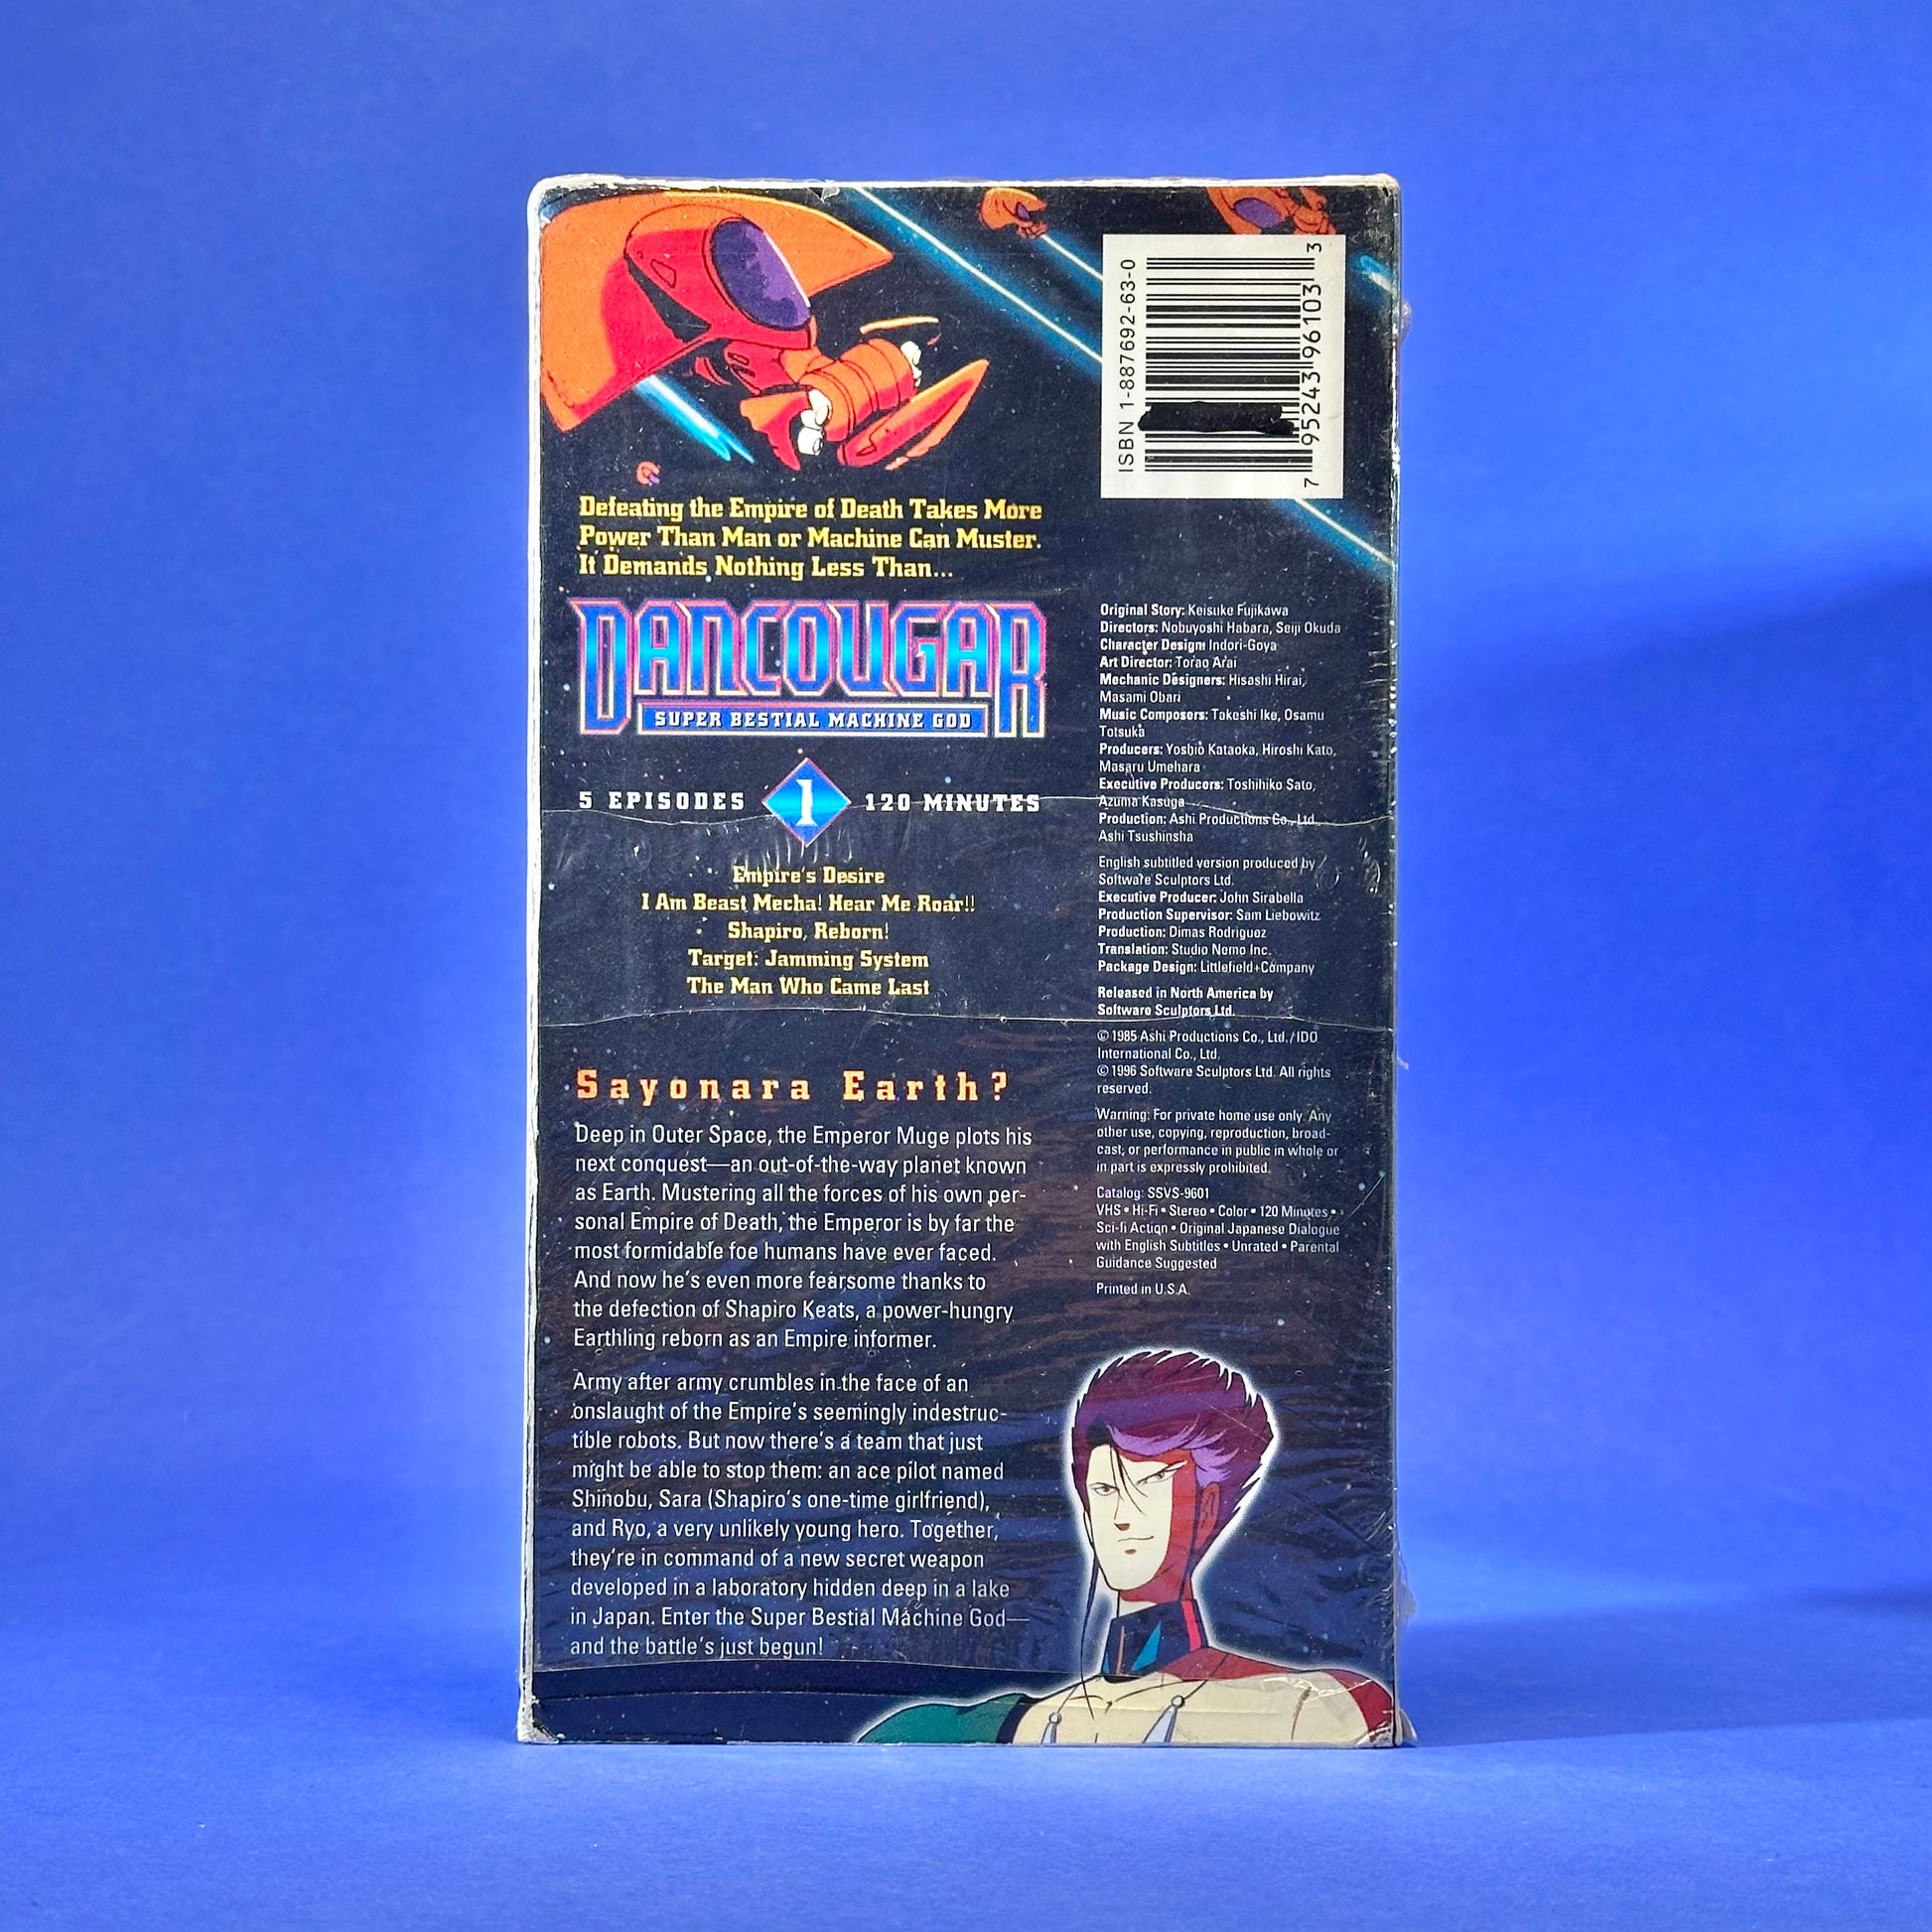 ISBN 1-887692-63-0
7 95243 96103 3
Defeating the Empire of Death Takes More
Power Than Man or Machine Can Muster.
It Demands Nothing Less Than...
DANCOUGAR
SUPER BESTIAL MACHINE GOD
5 EPISODES 1 120 MINUTES
Empire's Desire
I Am Beast Mecha! Hear Me Roar!!
Shapiro, Reborn!
Target: Jamming System
The Man Who Came Last
Sayonara Earth?
Deep in Outer Space, the Emperor Muge plots his
next conquest—an out-of-the-way planet known
as Earth. Mustering all the forces of his own per-
sonal Empire of Death, the Emperor is by far the
most formidable foe humans have ever faced.
And now he's even more fearsome thanks to
the defection of Shapiro Keats, a power-hungry
Earthling reborn as an Empire informer.
Army after army crumbles in the face of an
onslaught of the Empire's seemingly indestruc-
tible robots. But now there's a team that just
might be able to stop them: an ace pilot named
Shinobu, Sara (Shapiro's one-time girlfriend),
and Ryo, a very unlikely young hero. Together,
they're in command of a new secret weapon
developed in a laboratory hidden deep in a lake
in Japan. Enter the Super Bestial Machine God—
and the battle's just begun!
Original Story: Keisuke Fujikawa
Directors: Nobuyoshi Habara, Seiji Okuda
Character Design: Indori-Goya
Art Director: Torao Arai
Mechanic Designers: Hisashi Hirai,
Masami Obari
Music Composers: Takeshi Ike, Osamu
Totsuka
Producers: Yoshio Kataoka, Hiroshi Kato,
Masaru Umehara
Executive Producers: Toshihiko Sato,
Azuma Kasuga
Production: Ashi Productions Co., Ltd.
Ashi Tsushinsha
English subtitled version produced by
Software Sculptors Ltd.
Executive Producer: John Sirabella
Production Supervisor: Sam Liebowitz
Production: Dimas Rodriguez
Translation: Studio Nemo Inc.
Package Design: Littlefield+Company
Released in North America by
Software Sculptors Ltd.
© 1985 Ashi Productions Co., Ltd./IDO
International Co., Ltd.
© 1996 Software Sculptors Ltd. All rights
reserved.
Warning: For private home use only. Any
other use, copying, reproduction, broad-
cast, or performance in public in whole or
in part is expressly prohibited.
Catalog: SSVS-9601
VHS • Hi-Fi • Stereo • Color • 120 Minutes •
Sci-fi Action • Original Japanese Dialogue
with English Subtitles • Unrated • Parental
Guidance Suggested
Printed in U.S.A.